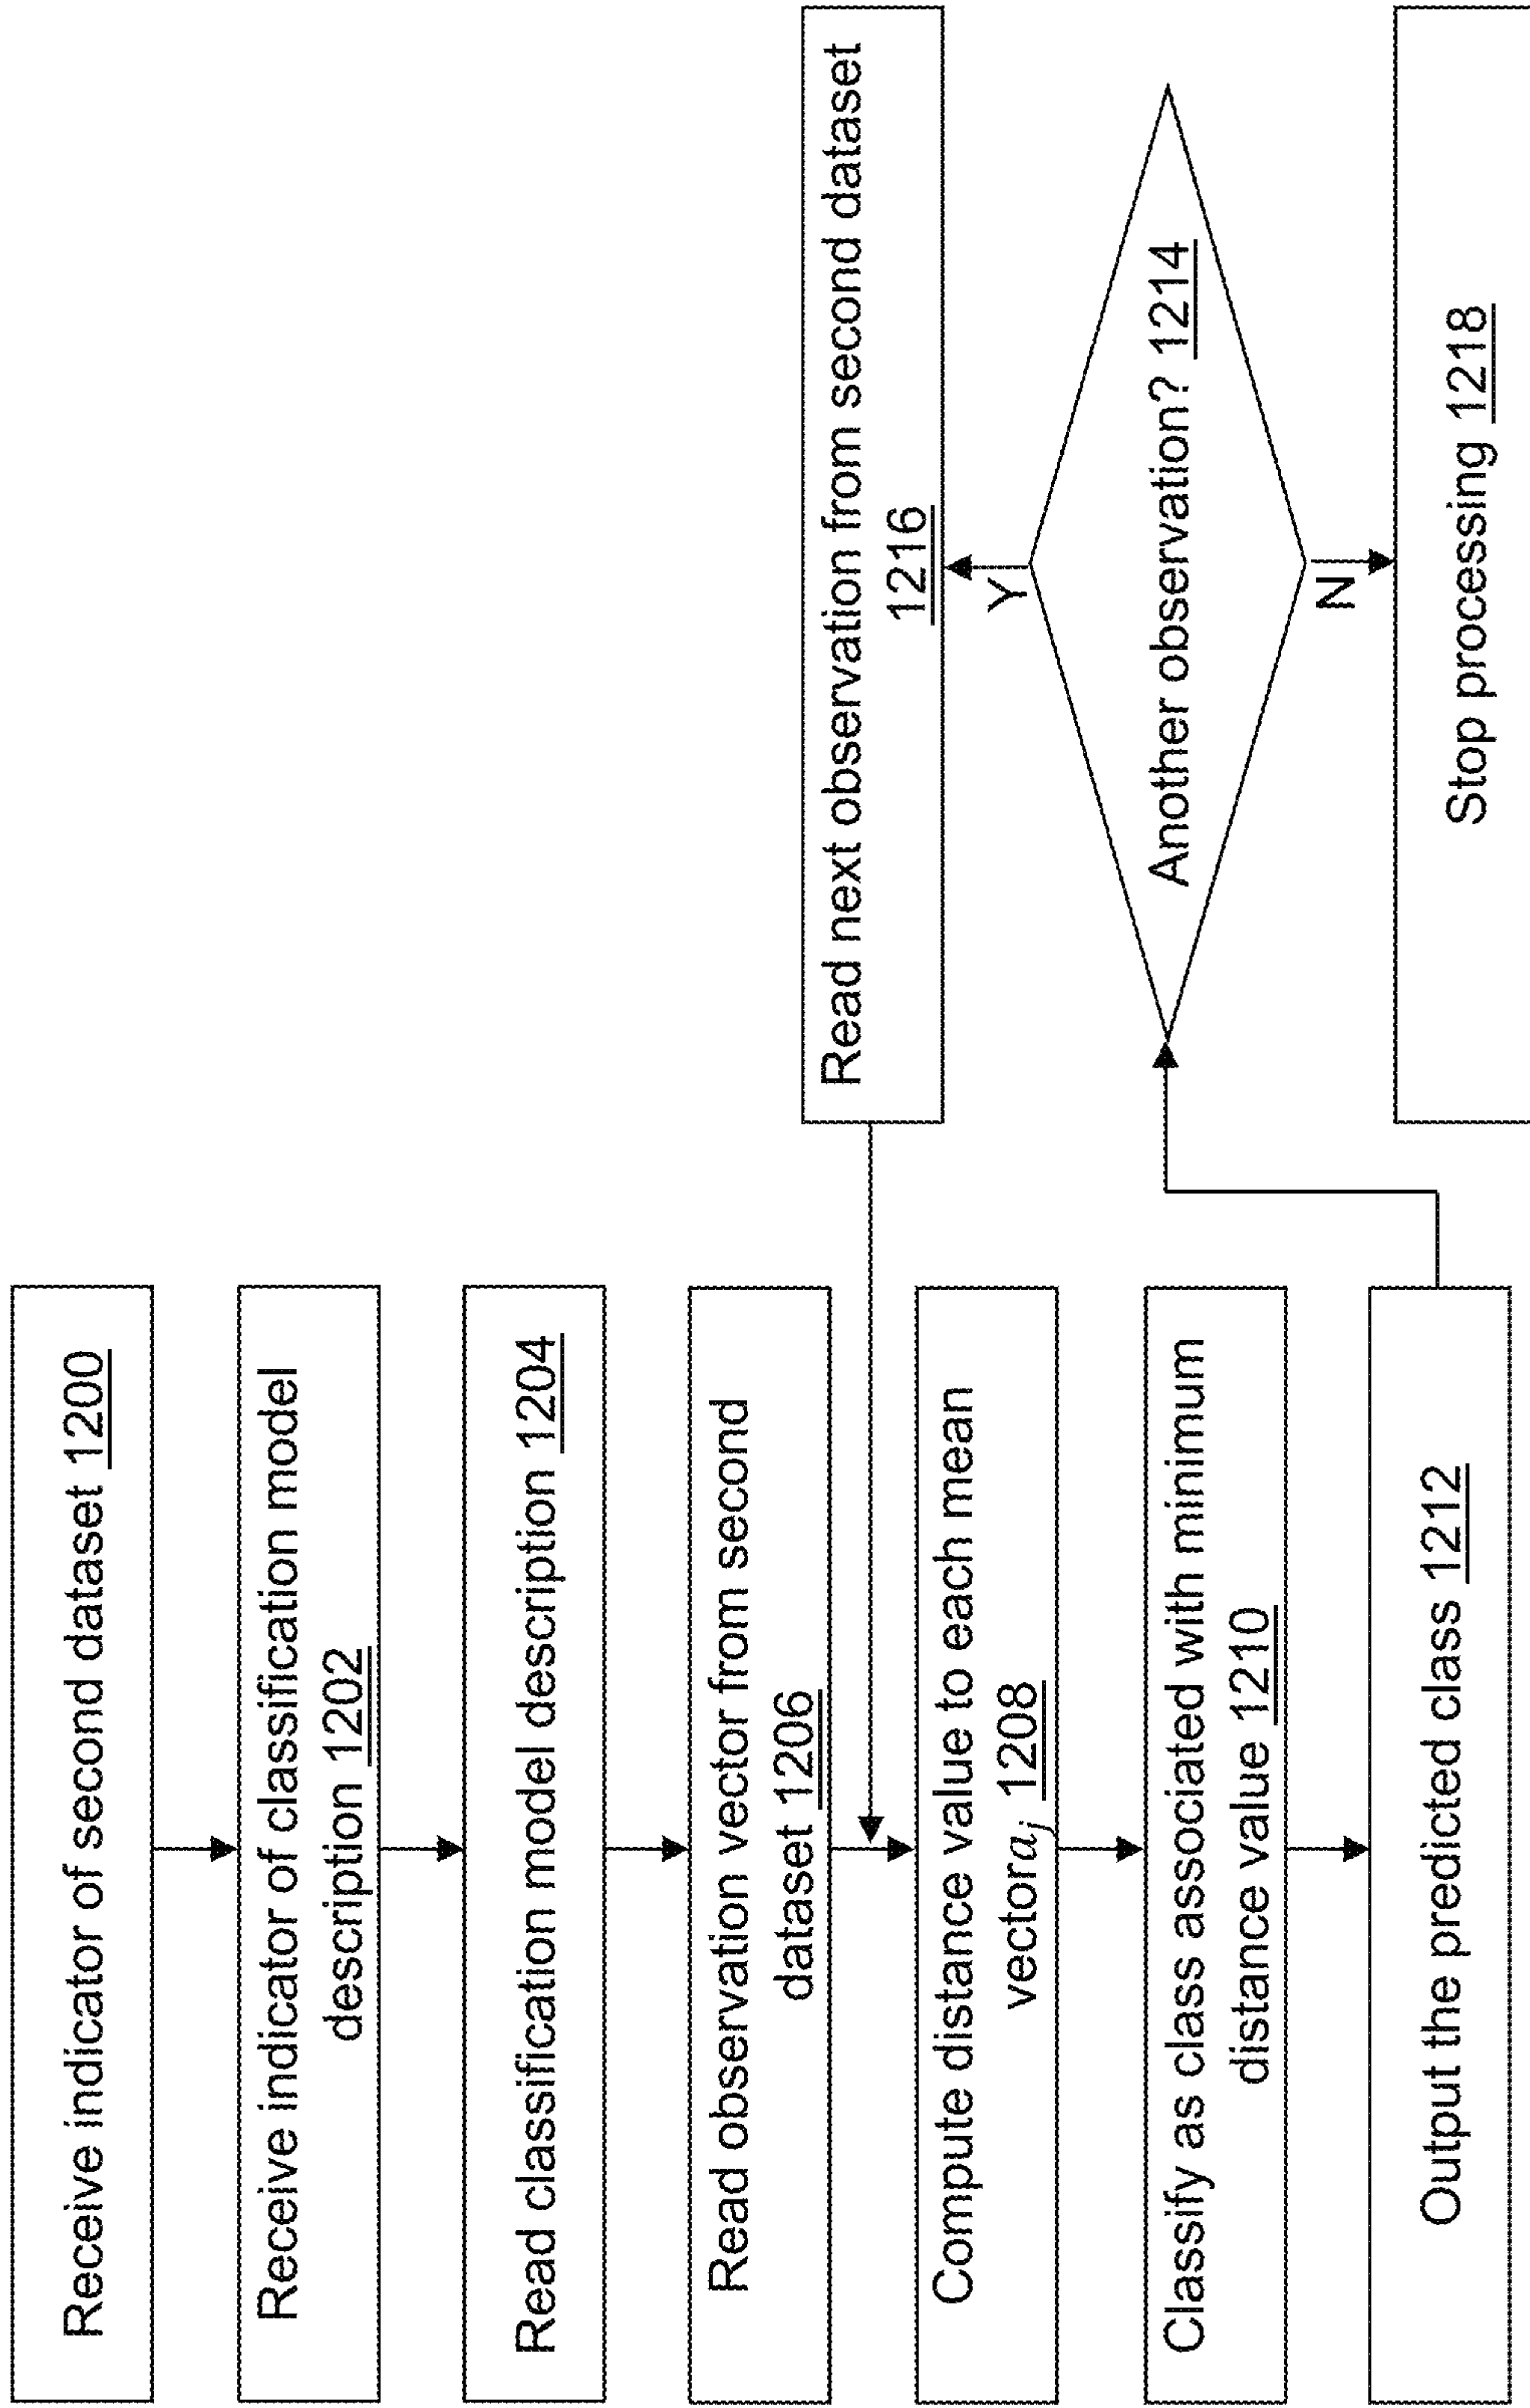 Receive indicator of second dataset 1200
Receive indicator of classification model
description 1202
Read classification model description 1204
Read observation vector from second
dataset 1206
Compute distance value to each mean
vectora_j 1208
Classify as class associated with minimum
distance value 1210
Output the predicted class 1212
Read next observation from second dataset
1216
Y
Another observation? 1214
N
Stop processing 1218